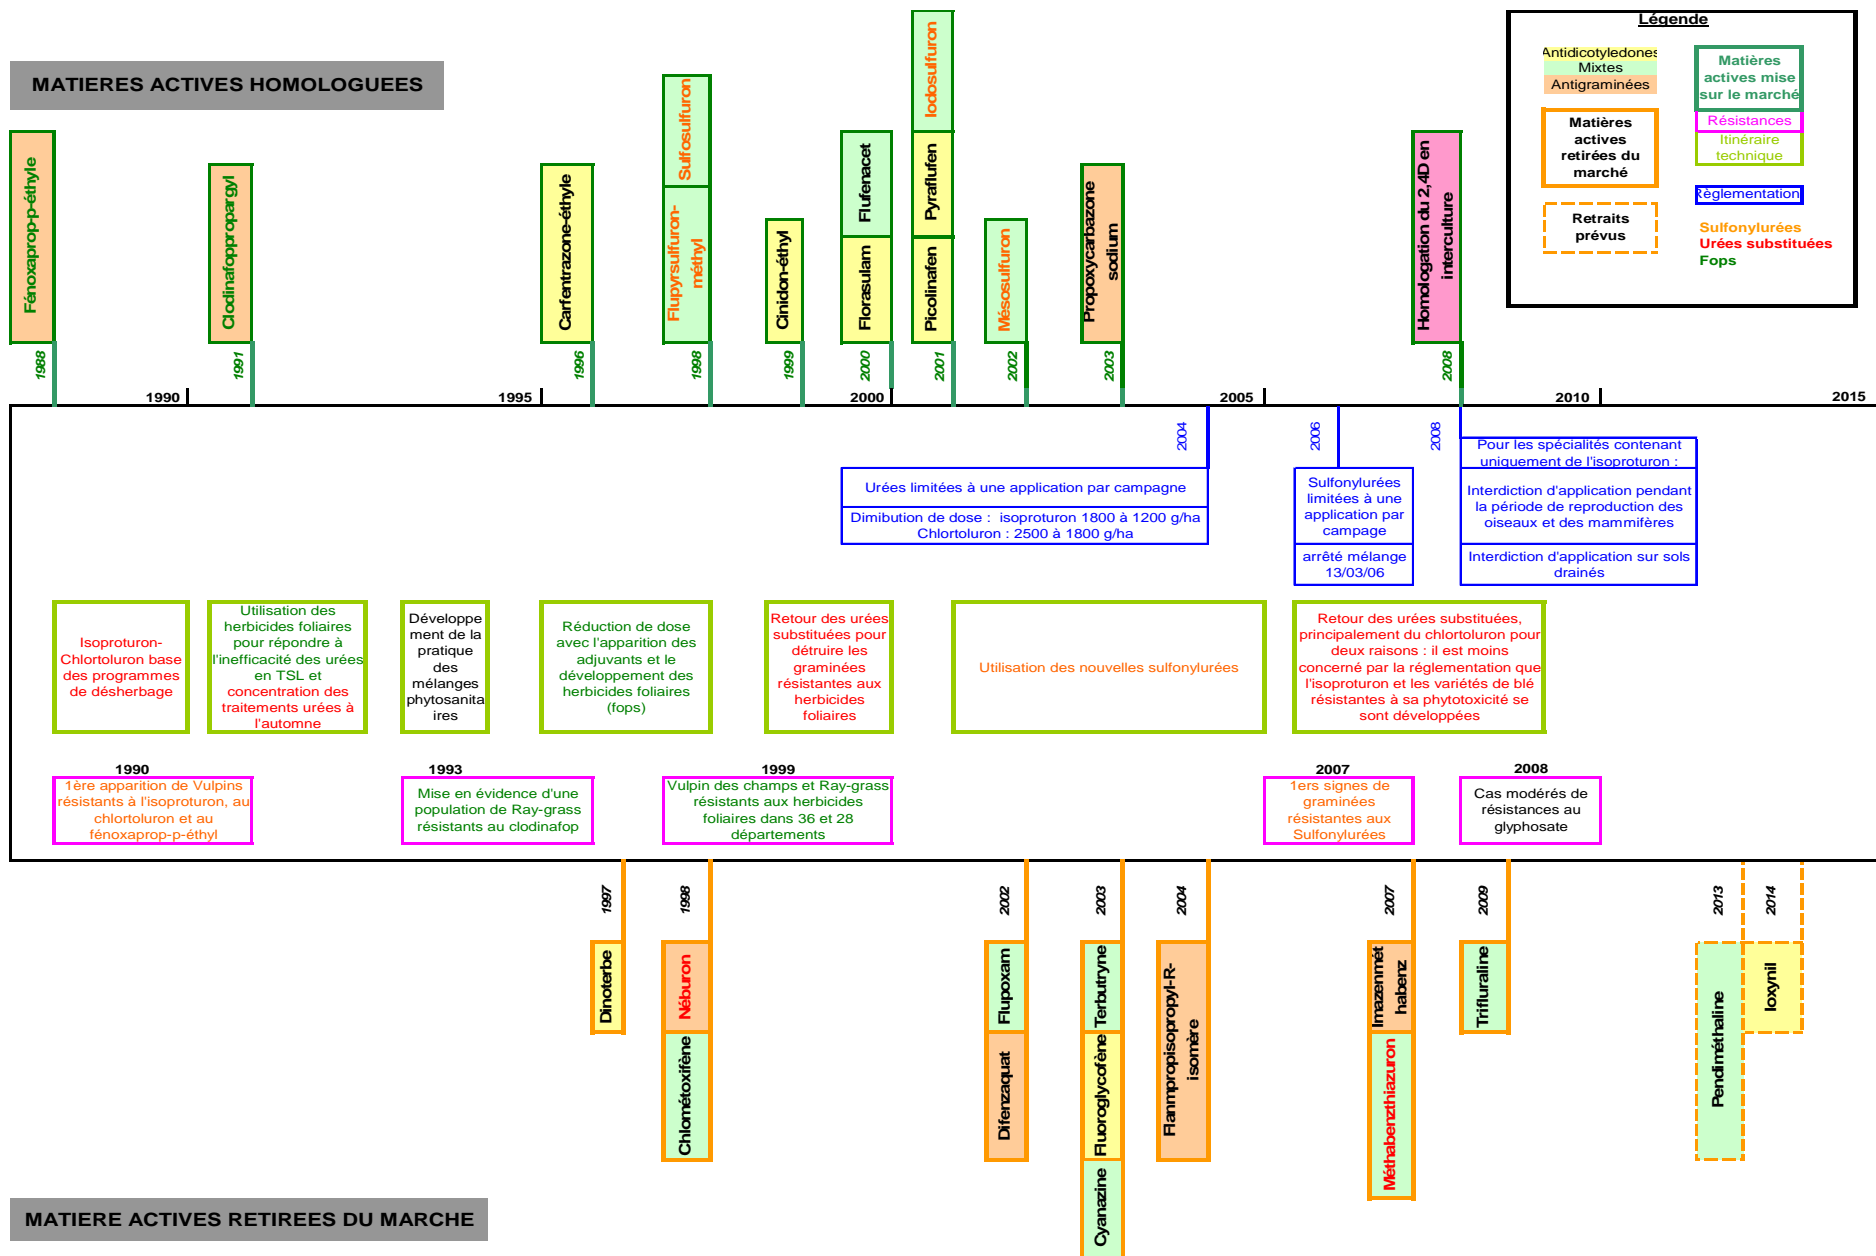 MATIERES ACTIVES HOMOLOGUEES
Légende
Antidicotyledones
Mixtes
Antigraminées
Matières
actives mise
sur le marché
Matières
actives
retirées du
marché
Résistances
Itinéraire
technique
Règlementation
Retraits
prévus
Sulfonylurées
Urées substituées
Fops
Fénoxaprop-p-éthyle
Clodinafopropargyl
Carfentrazone-éthyle
Sulfosulfuron
Flupyrsulfuron-
méthyl
Cinidon-éthyl
Flufenacet
Florasulam
Iodosulfuron
Pyraflufen
Picolinafen
Mésosulfuron
Propoxycarbazone
sodium
Homologation du 2,4D en
interculture
1988
1991
1996
1998
1999
2000
2001
2002
2003
2008
1990
1995
2000
2005
2010
2015
2004
2006
2008
Urées limitées à une application par campagne
Dimibution de dose : isoproturon 1800 à 1200 g/ha
Chlortoluron : 2500 à 1800 g/ha
Sulfonylurées
limitées à une
application par
campage
arrêté mélange
13/03/06
Pour les spécialités contenant
uniquement de l'isoproturon :
Interdiction d'application pendant
la période de reproduction des
oiseaux et des mammifères
Interdiction d'application sur sols
drainés
Isoproturon-
Chlortoluron base
des programmes
de désherbage
Utilisation des
herbicides foliaires
pour répondre à
l'inefficacité des urées
en TSL et
concentration des
traitements urées à
l'automne
Développe
ment de la
pratique
des
mélanges
phytosanita
ires
Réduction de dose
avec l'apparition des
adjuvants et le
développement des
herbicides foliaires
(fops)
Retour des urées
substituées pour
détruire les
graminées
résistantes aux
herbicides
foliaires
Utilisation des nouvelles sulfonylurées
Retour des urées substituées,
principalement du chlortoluron pour
deux raisons : il est moins
concerné par la réglementation que
l'isoproturon et les variétés de blé
résistantes à sa phytotoxicité se
sont développées
1990
1ère apparition de Vulpins
résistants à l'isoproturon, au
chlortoluron et au
fénoxaprop-p-éthyl
1993
Mise en évidence d'une
population de Ray-grass
résistants au clodinafop
1999
Vulpin des champs et Ray-grass
résistants aux herbicides
foliaires dans 36 et 28
départements
2007
1ers signes de
graminées
résistantes aux
Sulfonylurées
2008
Cas modérés de
résistances au
glyphosate
1997
1998
2002
2003
2004
2007
2009
2013
2014
Dinoterbe
Néburon
Chlométoxifène
Flupoxam
Difenzaquat
Terbutryne
Fluoroglycofène
Cyanazine
Flanmpropisopropyl-R-
isomère
Imazenmét
habenz
Méthabenzthiazuron
Trifluraline
Pendiméthaline
Ioxynil
MATIERE ACTIVES RETIREES DU MARCHE